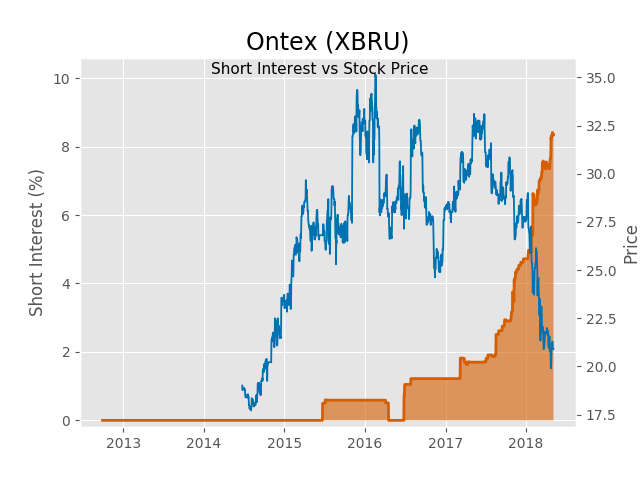 Ontex (XBRU)
Short Interest vs Stock Price
Short Interest (%)
10
8
6
4
2
0
35.0
32.5
30.0
27.5
25.0
22.5
20.0
17.5
Price
2013 2014 2015 2016 2017 2018